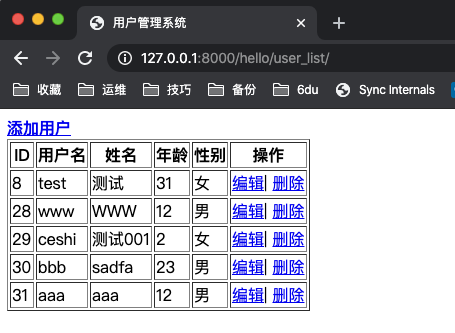 用户管理系统
127.0.0.1:8000/hello/user_list/
收藏 运维 技巧 备份 6du Sync Internals
添加用户
ID 用户名 姓名 年龄 性别 操作
8 test 测试 31 女 编辑| 删除
28 www WWW 12 男 编辑| 删除
29 ceshi 测试001 2 女 编辑| 删除
30 bbb sadfa 23 男 编辑| 删除
31 aaa aaa 12 男 编辑| 删除